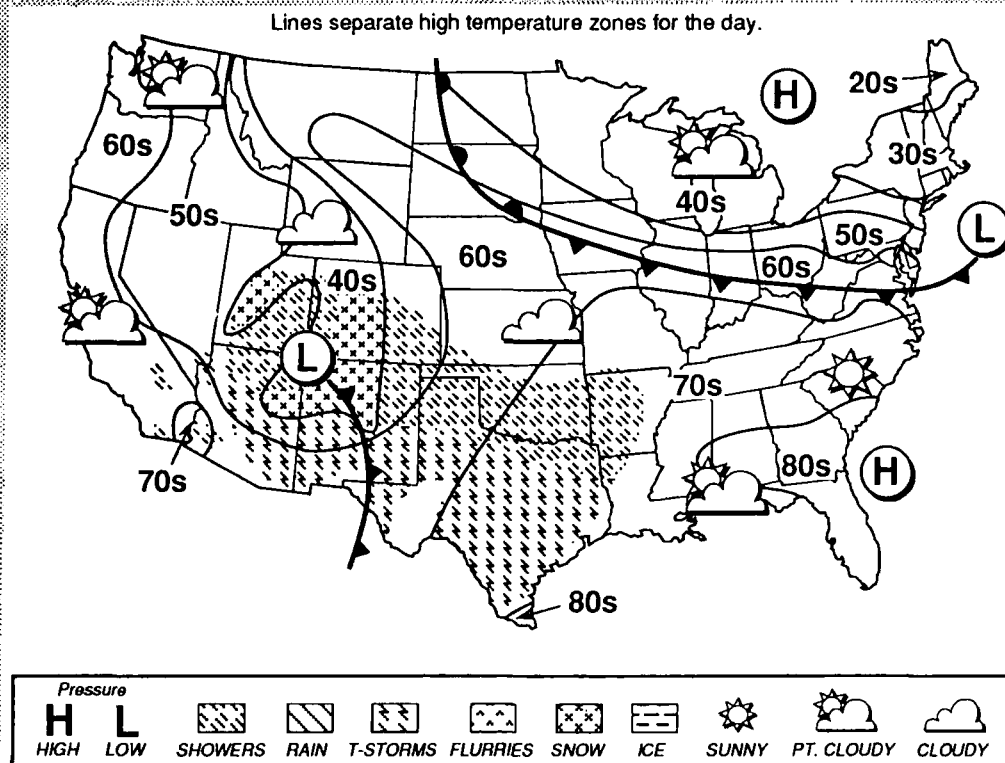 Lines separate high temperature zones for the day.
H
20s
60s
30s
40s
50s
L
50s
60s
60s
40s
L
70s
70s
80s
H
80s
Pressure
H L
HIGH LOW SHOWERS RAIN T-STORMS FLURRIES SNOW ICE SUNNY PT. CLOUDY CLOUDY